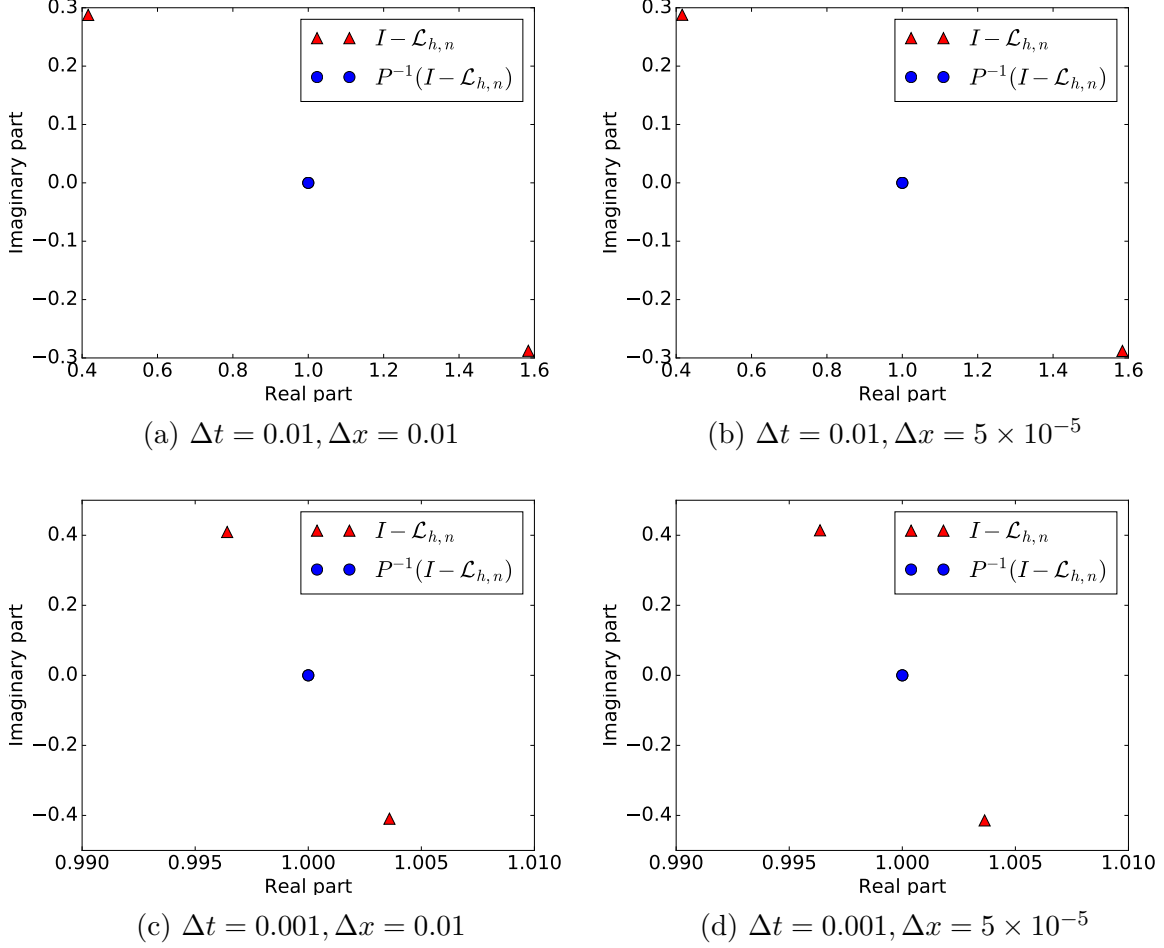 0.3
0.2
0.1
0.0
−0.1
−0.2
−0.3
0.4 0.6 0.8 1.0 1.2 1.4 1.6
Real part
Imaginary part
I − ℒ_{h,n}
P^{−1}(I − ℒ_{h,n})
(a) Δt = 0.01, Δx = 0.01
0.3
0.2
0.1
0.0
−0.1
−0.2
−0.3
0.4 0.6 0.8 1.0 1.2 1.4 1.6
Real part
Imaginary part
I − ℒ_{h,n}
P^{−1}(I − ℒ_{h,n})
(b) Δt = 0.01, Δx = 5 × 10^{−5}
0.4
0.2
0.0
−0.2
−0.4
0.990 0.995 1.000 1.005 1.010
Real part
Imaginary part
I − ℒ_{h,n}
P^{−1}(I − ℒ_{h,n})
(c) Δt = 0.001, Δx = 0.01
0.4
0.2
0.0
−0.2
−0.4
0.990 0.995 1.000 1.005 1.010
Real part
Imaginary part
I − ℒ_{h,n}
P^{−1}(I − ℒ_{h,n})
(d) Δt = 0.001, Δx = 5 × 10^{−5}